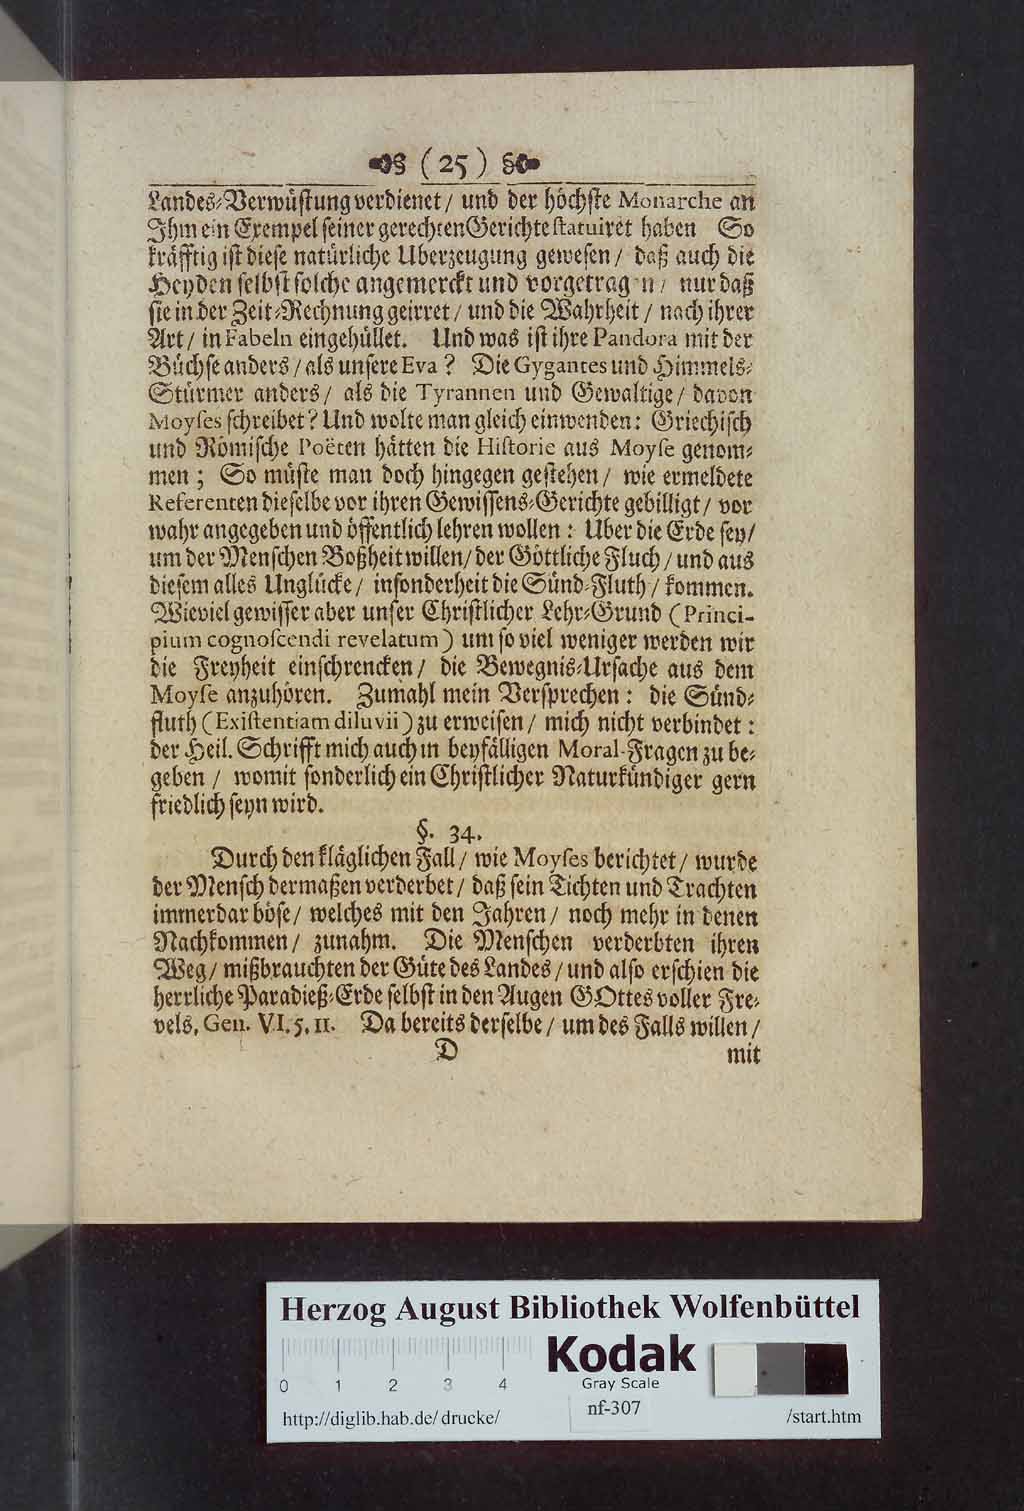 (25)
Landes-Verwüstung verdienet / und der höchste Monarche an
Ihm ein Exempel seiner gerechten Gerichte statuiret haben So
kräfftig ist diese natürliche Uberzeugung gewesen / daß auch die
Heyden selbst solche angemerckt und vorgetragen / nur daß
sie in der Zeit-Rechnung geirret / und die Wahrheit / nach ihrer
Art / in Fabeln eingehüllet. Und was ist ihre Pandora mit der
Büchse anders / als unsere Eva ? Die Gygantes und Himmels-
Stürmer anders / als die Tyrannen und Gewaltige / davon
Moyses schreibet ? Und wolte man gleich einwenden : Griechisch
und Römische Poëten hätten die Historie aus Moyse genom-
men ; So müste man doch hingegen gestehen / wie ermeldete
Referenten dieselbe vor ihren Gewissens-Gerichte gebilligt / vor
wahr angegeben und öffentlich lehren wollen : Uber die Erde sey /
um der Menschen Boßheit willen / der Göttliche Fluch / und aus
diesem alles Unglücke / insonderheit die Sünd-Fluth / kommen.
Wie viel gewisser aber unser Christlicher Lehr-Grund ( Princi-
pium cognoscendi revelatum ) um so viel weniger werden wir
die Freyheit einschrencken / die Bewegnis-Ursache aus dem
Moyse anzuhören. Zumahl mein Versprechen : die Sünd-
fluth ( Existentiam diluvii ) zu erweisen / mich nicht verbindet :
der Heil. Schrifft mich auch in beyfälligen Moral-Fragen zu be-
geben / womit sonderlich ein Christlicher Naturkündiger gern
friedlich seyn wird.
§. 34.
Durch den kläglichen Fall / wie Moyses berichtet / wurde
der Mensch dermaßen verderbet / daß sein Tichten und Trachten
immerdar böse / welches mit den Jahren / noch mehr in denen
Nachkommen / zunahm. Die Menschen verderbten ihren
Weg / mißbrauchten der Güte des Landes / und also erschien die
herrliche Paradieß-Erde selbst in den Augen GOttes voller Fre-
vels, Gen. VI. 5. 11. Da bereits derselbe / um des Falls willen /
D mit
Herzog August Bibliothek Wolfenbüttel
Kodak
0 1 2 3 4
Gray Scale
http://diglib.hab.de/drucke/ nf-307 /start.htm